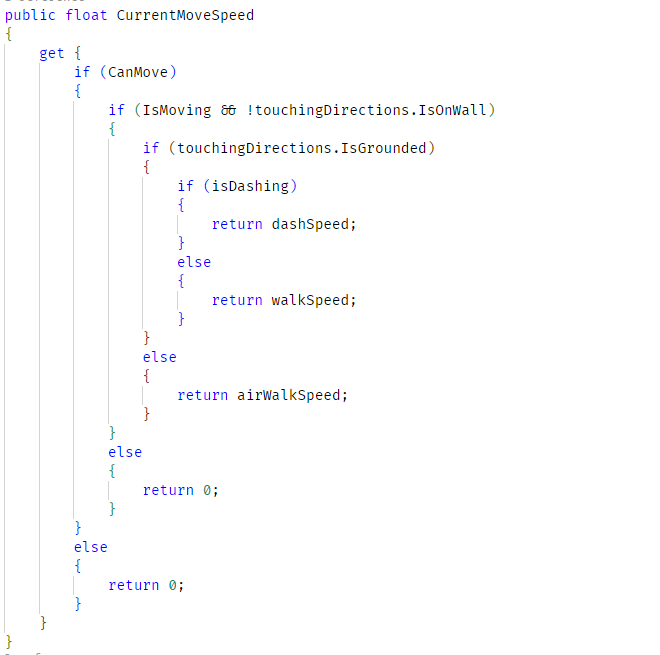 public float CurrentMoveSpeed
{
    get {
        if (CanMove)
        {
            if (IsMoving && !touchingDirections.IsOnWall)
            {
                if (touchingDirections.IsGrounded)
                {
                    if (isDashing)
                    {
                        return dashSpeed;
                    }
                    else
                    {
                        return walkSpeed;
                    }
                }
                else
                {
                    return airWalkSpeed;
                }
            }
            else
            {
                return 0;
            }
        }
        else
        {
            return 0;
        }
    }
}